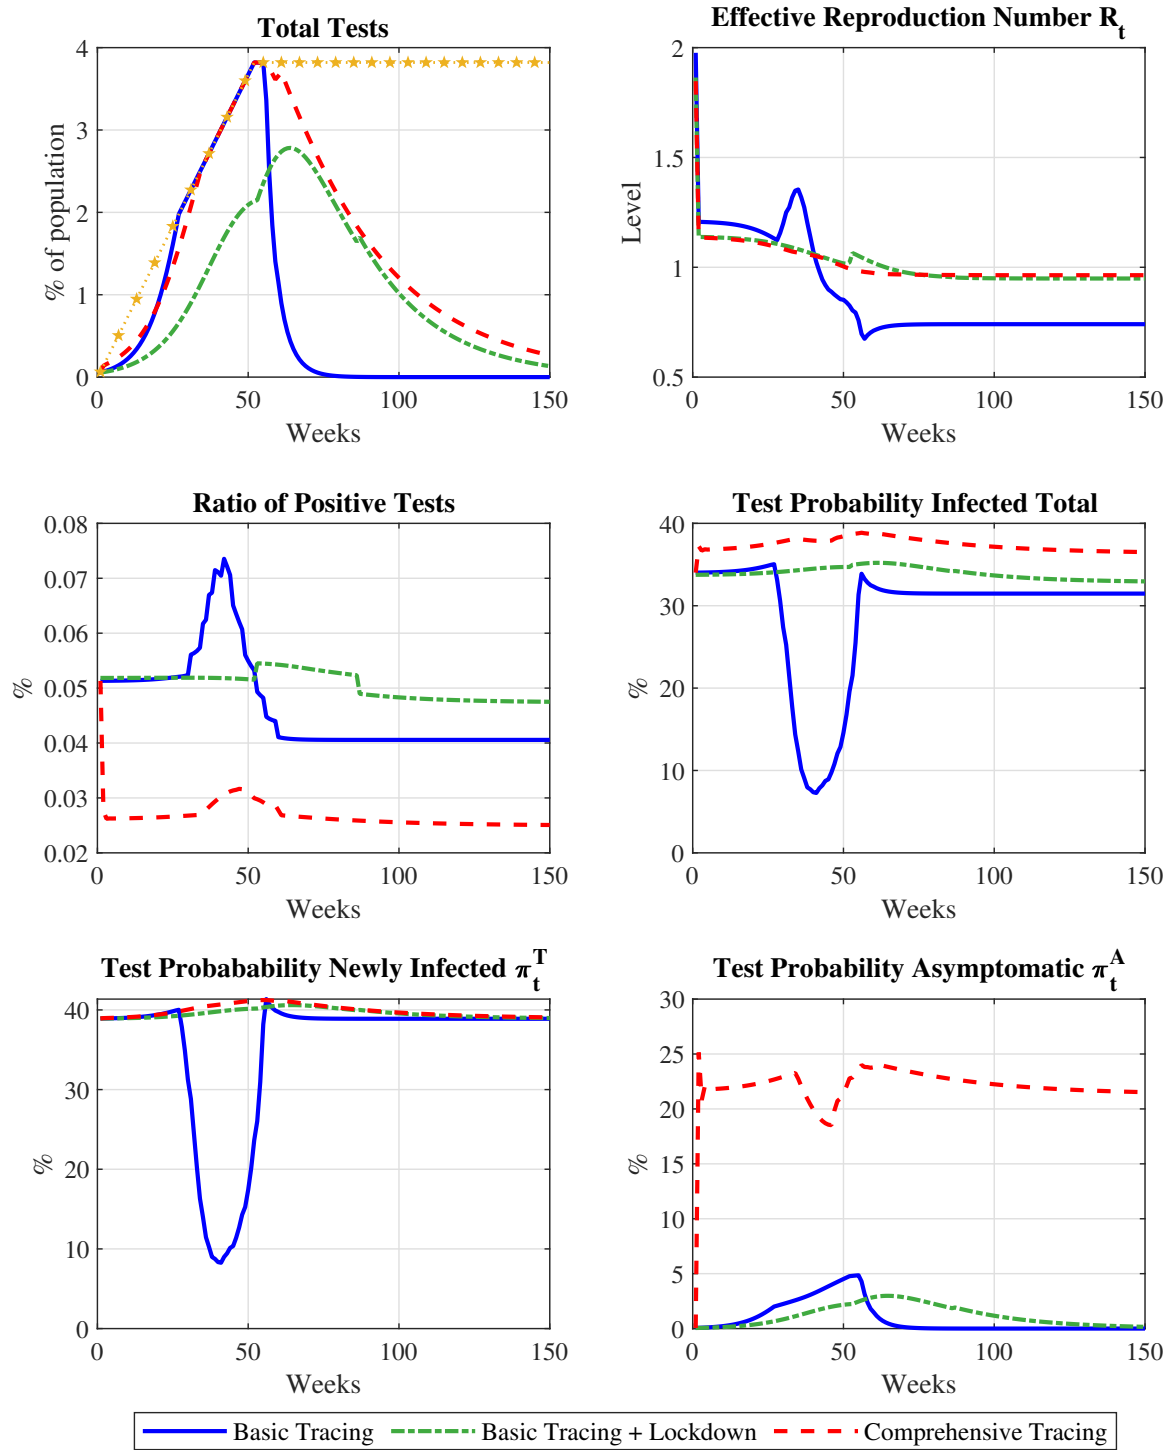 Total Tests
% of population
4
3
2
1
0
0 50 100 150
Weeks
Effective Reproduction Number R_t
Level
2
1.5
1
0.5
0 50 100 150
Weeks
Ratio of Positive Tests
%
0.08
0.07
0.06
0.05
0.04
0.03
0.02
0 50 100 150
Weeks
Test Probability Infected Total
%
40
30
20
10
0
0 50 100 150
Weeks
Test Probabability Newly Infected π_t^T
%
40
30
20
10
0
0 50 100 150
Weeks
Test Probability Asymptomatic π_t^A
%
30
25
20
15
10
5
0
0 50 100 150
Weeks
Basic Tracing Basic Tracing + Lockdown Comprehensive Tracing